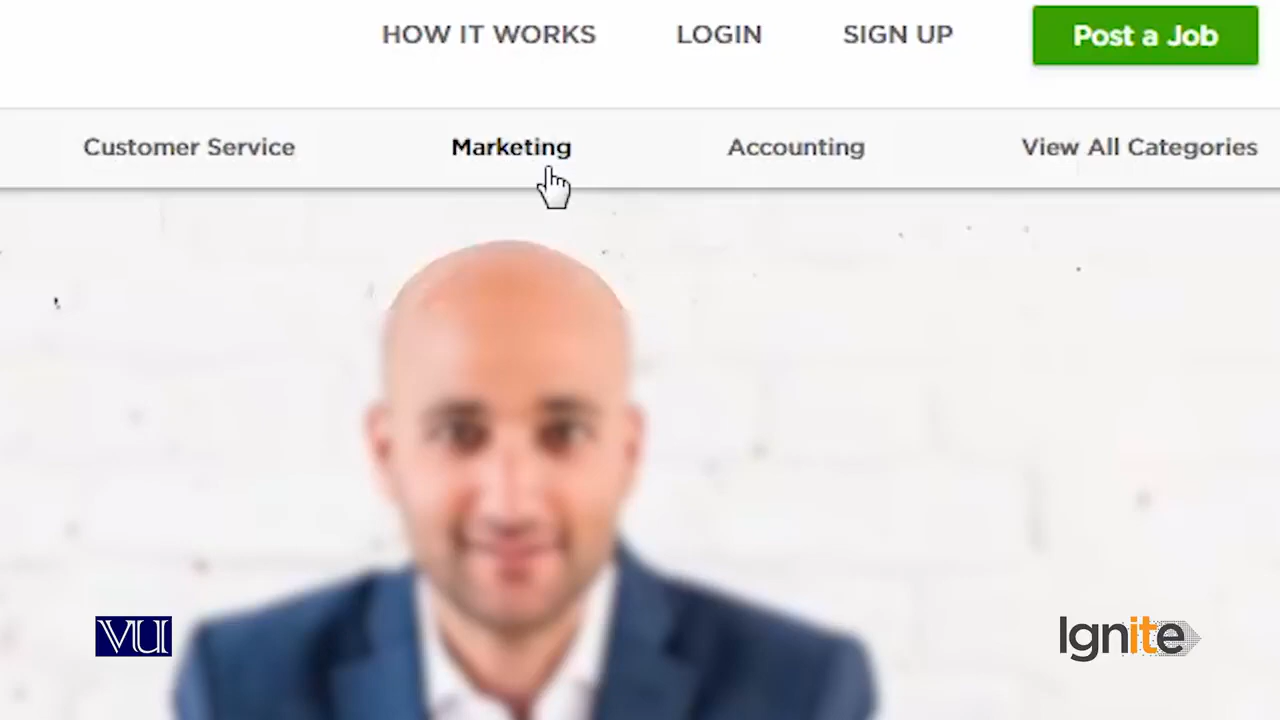 HOW IT WORKS LOGIN SIGN UP Post a Job
Customer Service Marketing Accounting View All Categories
VU Ignite